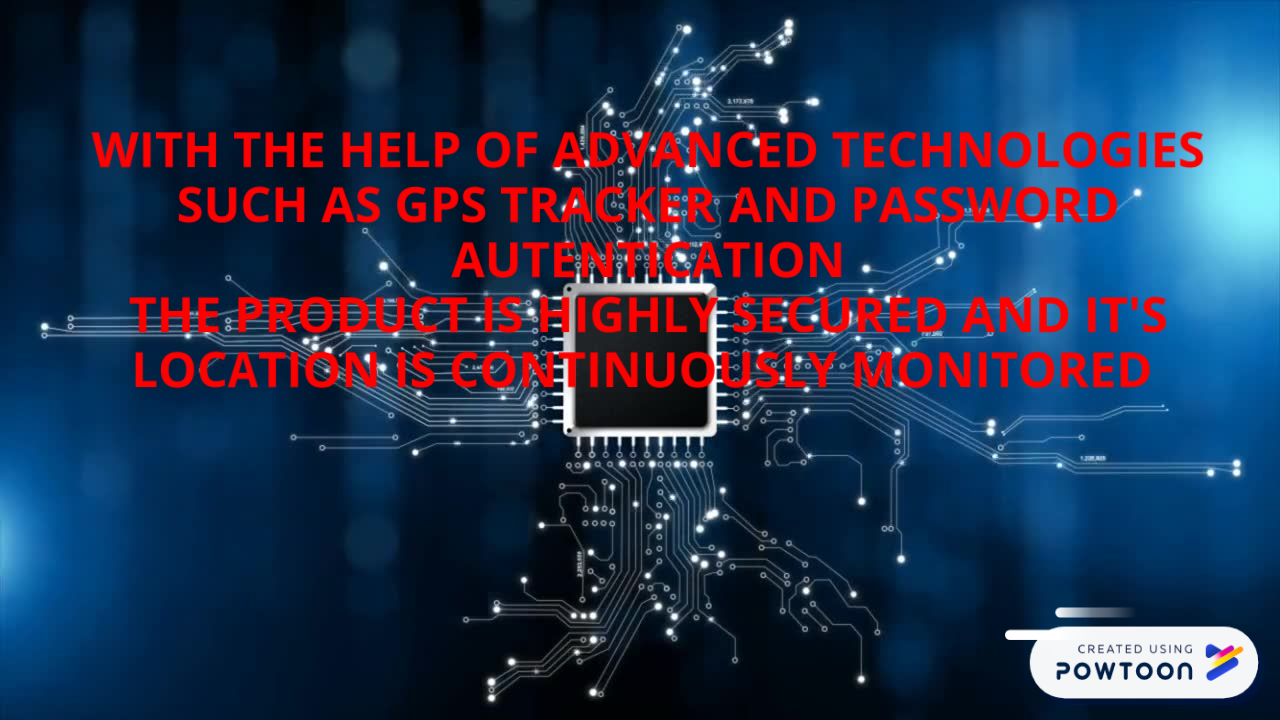 WITH THE HELP OF ADVANCED TECHNOLOGIES
SUCH AS GPS TRACKER AND PASSWORD
AUTENTICATION
THE PRODUCT IS HIGHLY SECURED AND IT'S
LOCATION IS CONTINUOUSLY MONITORED
CREATED USING
POWTOON